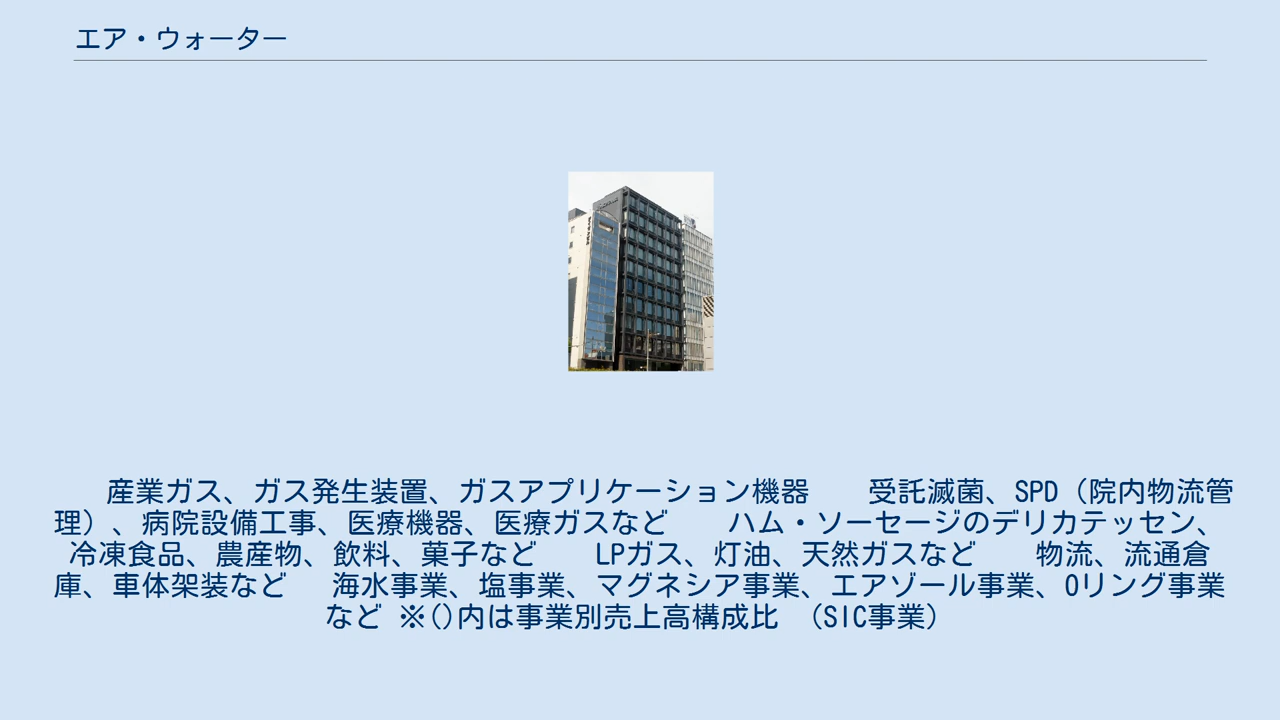 エア・ウォーター
産業ガス、ガス発生装置、ガスアプリケーション機器　　受託滅菌、SPD（院内物流管
理）、病院設備工事、医療機器、医療ガスなど　　ハム・ソーセージのデリカテッセン、
冷凍食品、農産物、飲料、菓子など　　LPガス、灯油、天然ガスなど　　物流、流通倉
庫、車体架装など　 海水事業、塩事業、マグネシア事業、エアゾール事業、Oリング事業
など ※()内は事業別売上高構成比　（SIC事業）